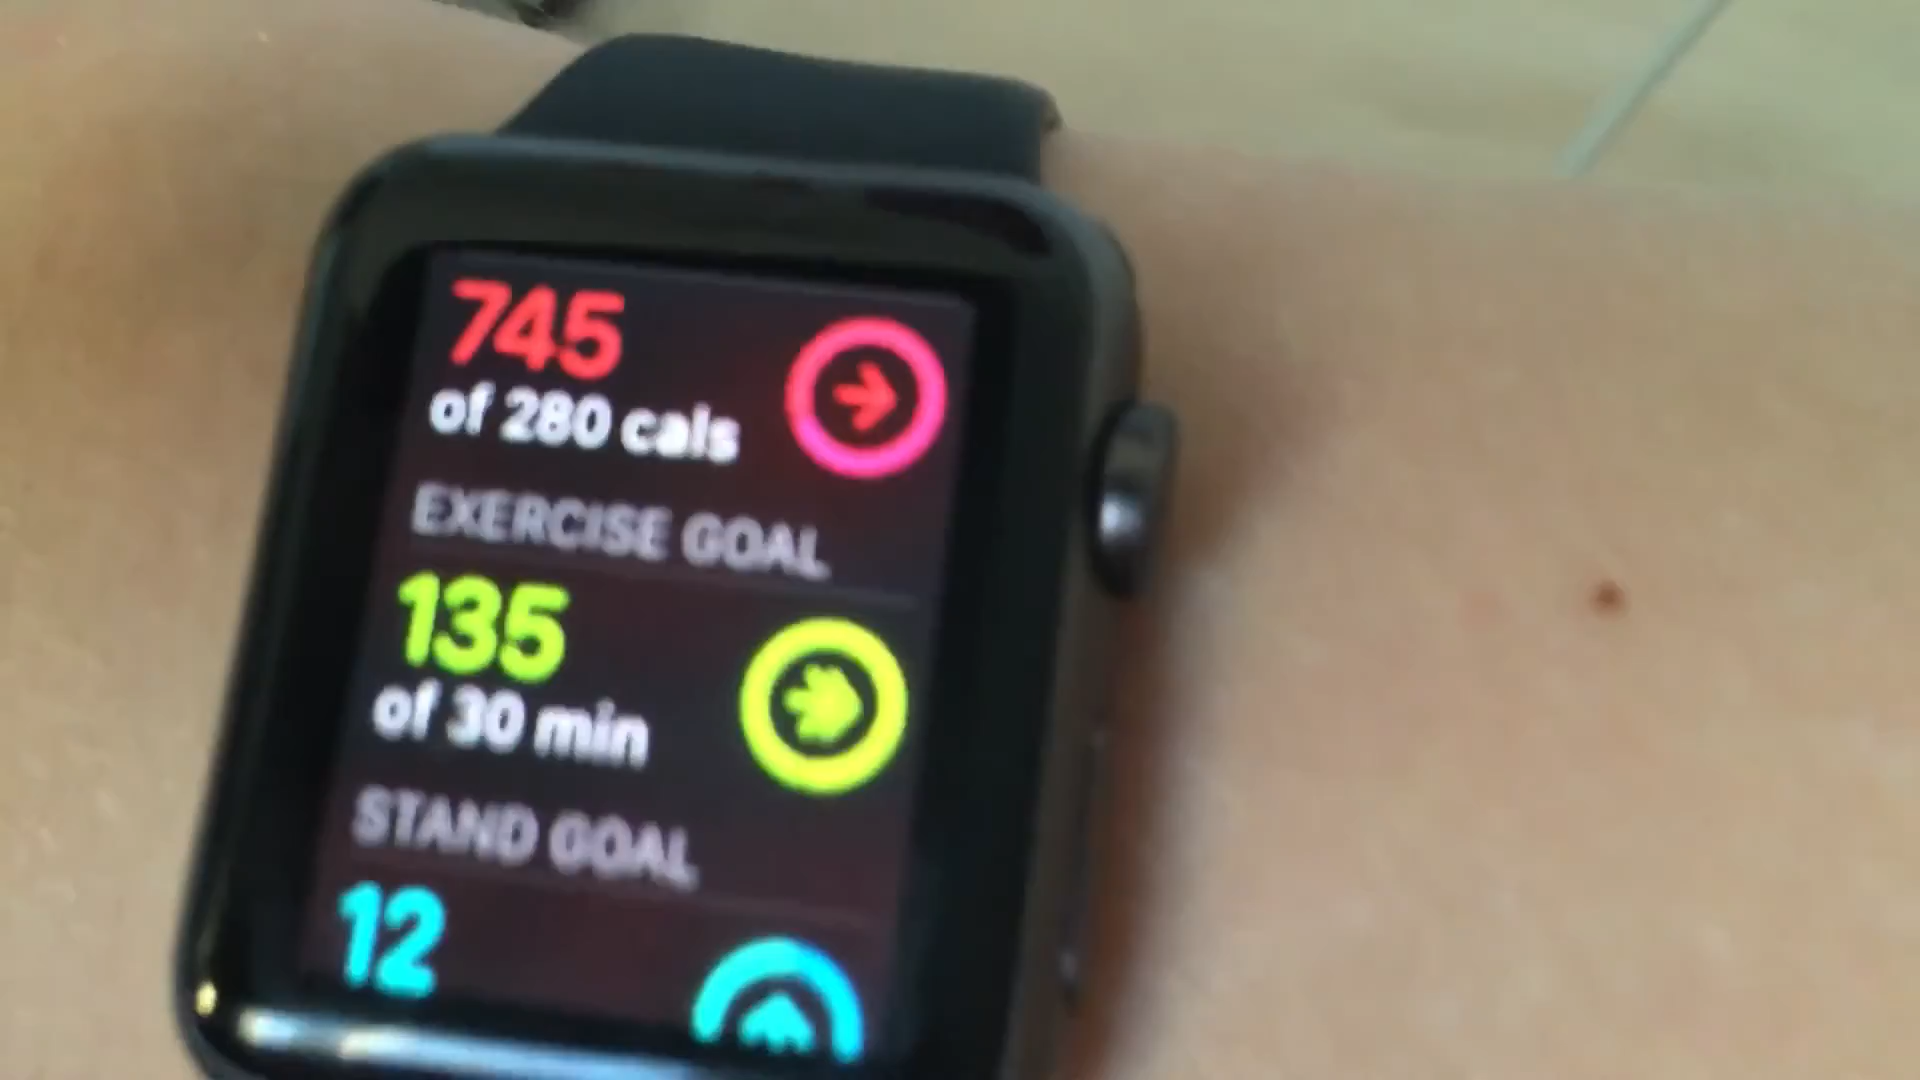 745
of 280 cals
EXERCISE GOAL
135
of 30 min
STAND GOAL
12